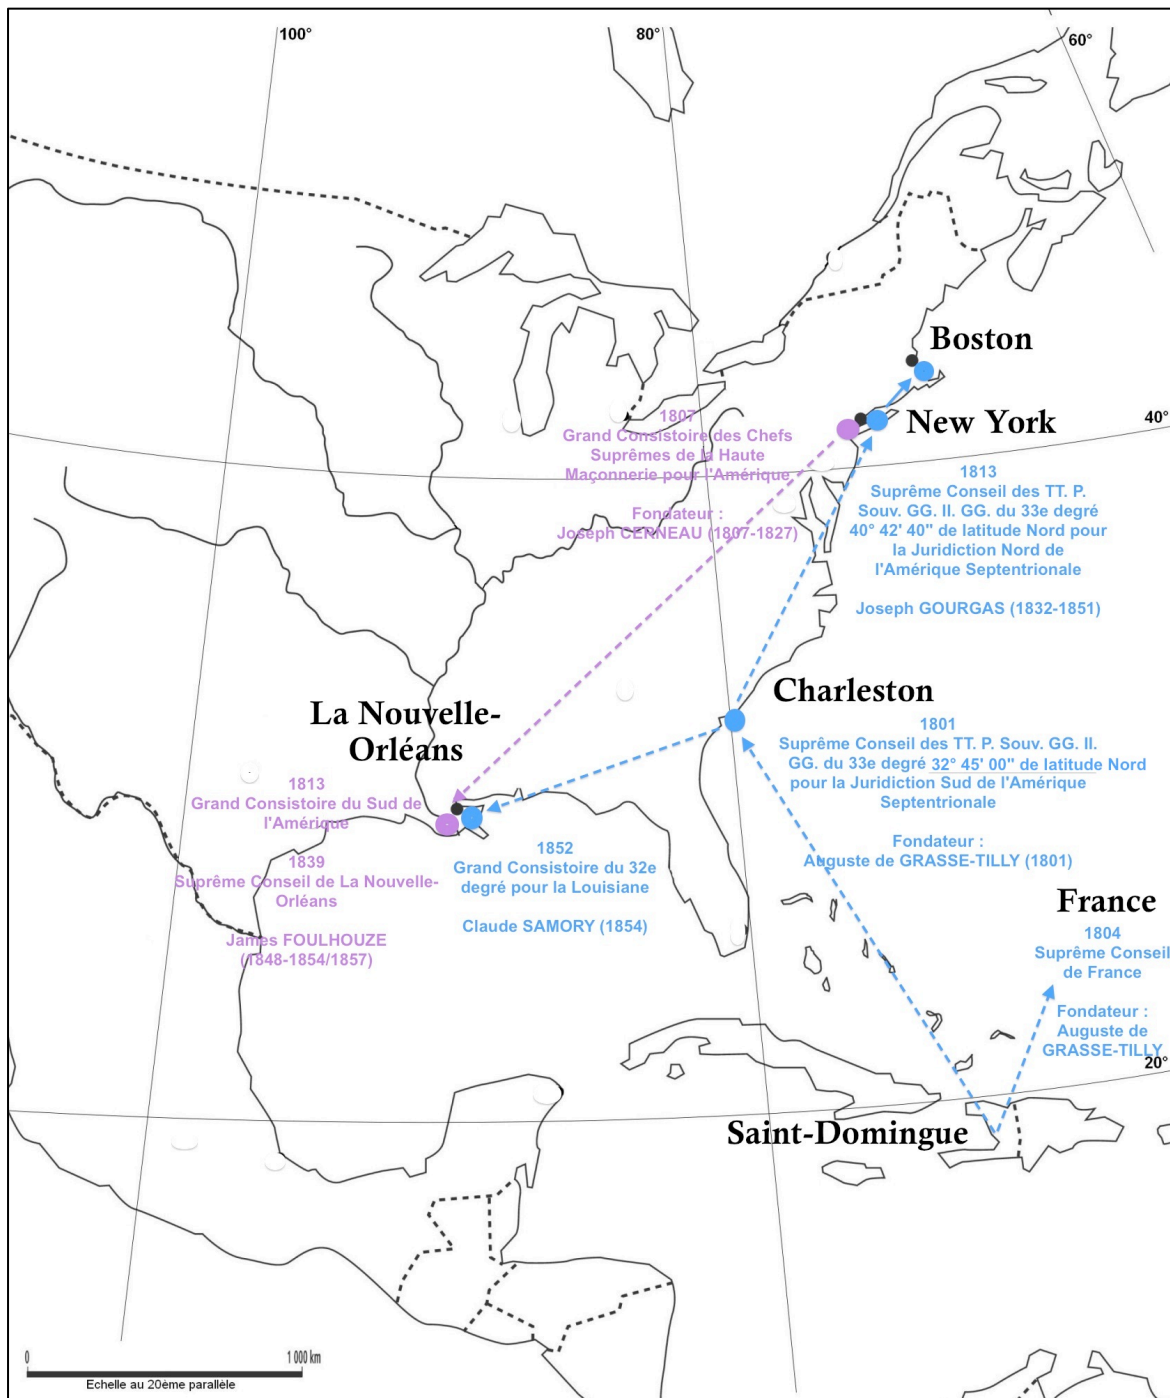 100°
80°
60°
Boston
New York
40°
1807
Grand Consistoire des Chefs
Suprêmes de la Haute
Maçonnerie pour l'Amérique
Fondateur :
Joseph CERNEAU (1807-1827)
1813
Suprême Conseil des TT. P.
Souv. GG. II. GG. du 33e degré
40° 42' 40" de latitude Nord pour
la Juridiction Nord de
l'Amérique Septentrionale
Joseph GOURGAS (1832-1851)
Charleston
1801
Suprême Conseil des TT. P. Souv. GG. II.
GG. du 33e degré 32° 45' 00" de latitude Nord
pour la Juridiction Sud de l'Amérique
Septentrionale
Fondateur :
Auguste de GRASSE-TILLY (1801)
La Nouvelle-
Orléans
1813
Grand Consistoire du Sud de
l'Amérique
1839
Suprême Conseil de La Nouvelle-
Orléans
James FOULHOUZE
(1848-1854/1857)
1852
Grand Consistoire du 32e
degré pour la Louisiane
Claude SAMORY (1854)
France
1804
Suprême Conseil
de France
Fondateur :
Auguste de
GRASSE-TILLY
20°
Saint-Domingue
0
1 000 km
Echelle au 20ème parallèle